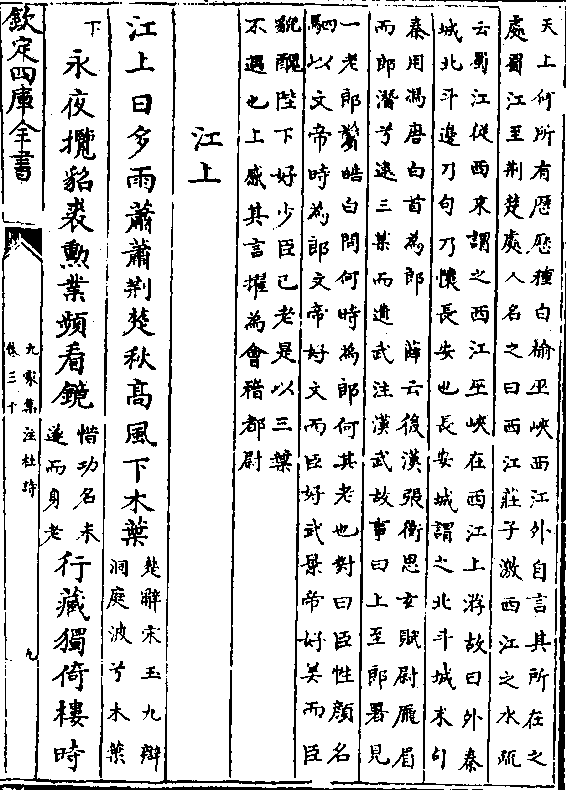 天上何所有歴歴種白榆巫峽西江外自言其所在之
處蜀江至荆楚處人名之曰西江莊子激西江之水疏
云蜀江從西來謂之西江巫峽在西江上游故曰外秦
城北斗邊乃句乃懷長安也長安城謂之北斗城末句
秦用馮唐白首為郎 薛云後漢張衡思玄賦尉厖眉
而郎潛兮逮三葉而遘武注漢武故事曰上至郎署見
一老郎鬢皓白問何時為郎何其老也對曰臣性顔名
駟以文帝時為郎文帝好文而臣好武景帝好美而臣
貌醜陛下好少臣已老是以三葉
不遇也上感其言擢為會稽都尉
江上
江上日多雨蕭蕭荆楚秋髙風下木葉楚辭宋玉九辯洞庭波兮木葉
下永夜攬貂裘勲業頻看鏡惜功名未遂而身老行藏獨倚樓時
欽定四庫全書
九家集注杜詩
卷三十
九